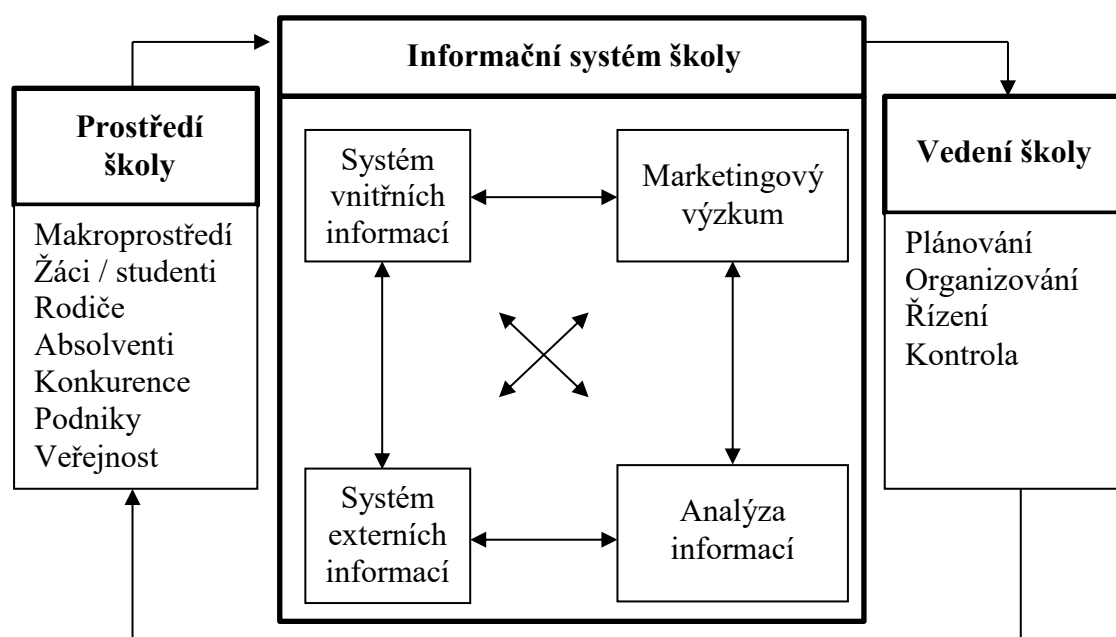 Informační systém školy
Prostředí
školy
Makroprostředí
Žáci / studenti
Rodiče
Absolventi
Konkurence
Podniky
Veřejnost
Systém
vnitřních
informací
Marketingový
výzkum
Systém
externích
informací
Analýza
informací
Vedení školy
Plánování
Organizování
Řízení
Kontrola